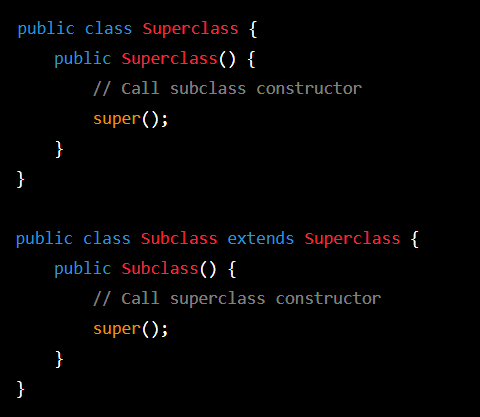 public class Superclass {
    public Superclass() {
        // Call subclass constructor
        super();
    }
}

public class Subclass extends Superclass {
    public Subclass() {
        // Call superclass constructor
        super();
    }
}